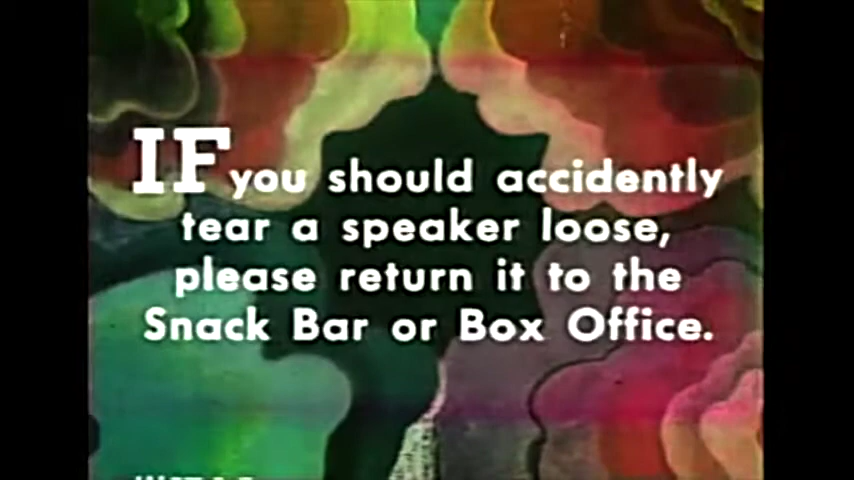 IF you should accidently
tear a speaker loose,
please return it to the
Snack Bar or Box Office.